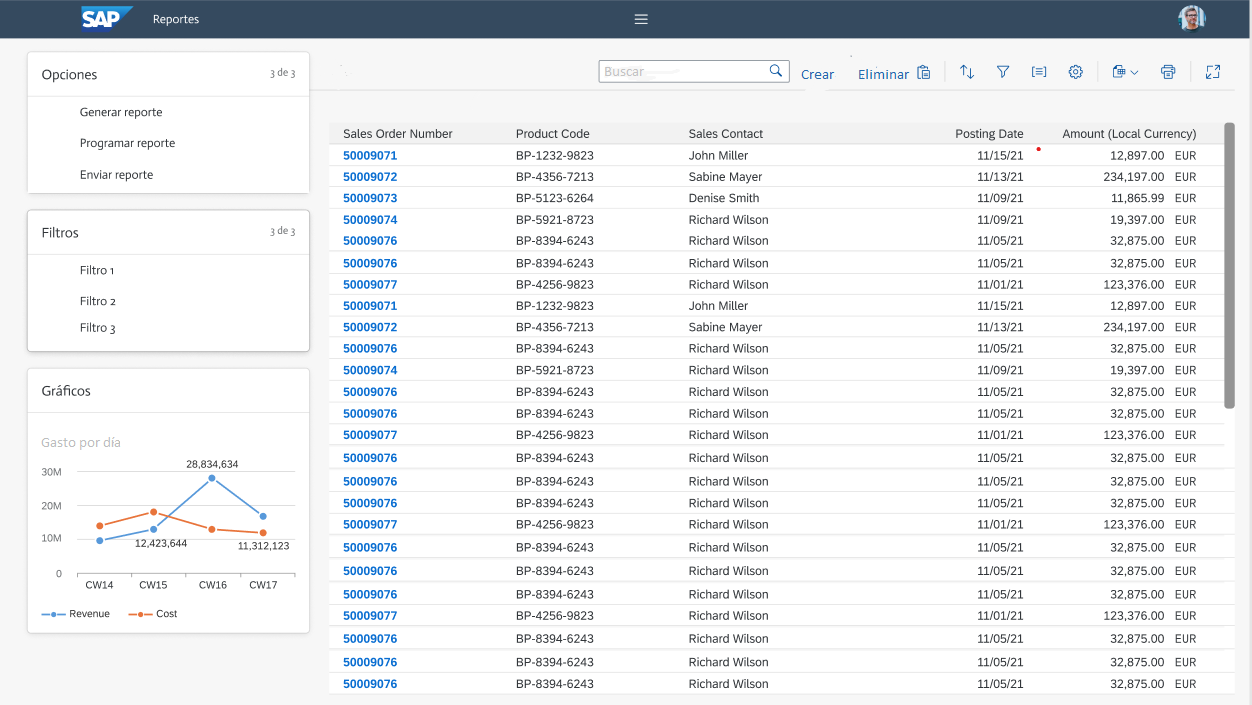 SAP Reportes
Opciones 3 de 3
Generar reporte
Programar reporte
Enviar reporte
Filtros 3 de 3
Filtro 1
Filtro 2
Filtro 3
Gráficos
Gasto por día
28,834,634
30M
20M
10M
12,423,644
11,312,123
0
CW14 CW15 CW16 CW17
Revenue Cost
Buscar Crear Eliminar
Sales Order Number Product Code Sales Contact Posting Date Amount (Local Currency)
50009071 BP-1232-9823 John Miller 11/15/21 12,897.00 EUR
50009072 BP-4356-7213 Sabine Mayer 11/13/21 234,197.00 EUR
50009073 BP-5123-6264 Denise Smith 11/09/21 11,865.99 EUR
50009074 BP-5921-8723 Richard Wilson 11/09/21 19,397.00 EUR
50009076 BP-8394-6243 Richard Wilson 11/05/21 32,875.00 EUR
50009076 BP-8394-6243 Richard Wilson 11/05/21 32,875.00 EUR
50009077 BP-4256-9823 Richard Wilson 11/01/21 123,376.00 EUR
50009071 BP-1232-9823 John Miller 11/15/21 12,897.00 EUR
50009072 BP-4356-7213 Sabine Mayer 11/13/21 234,197.00 EUR
50009076 BP-8394-6243 Richard Wilson 11/05/21 32,875.00 EUR
50009074 BP-5921-8723 Richard Wilson 11/09/21 19,397.00 EUR
50009076 BP-8394-6243 Richard Wilson 11/05/21 32,875.00 EUR
50009076 BP-8394-6243 Richard Wilson 11/05/21 32,875.00 EUR
50009077 BP-4256-9823 Richard Wilson 11/01/21 123,376.00 EUR
50009076 BP-8394-6243 Richard Wilson 11/05/21 32,875.00 EUR
50009076 BP-8394-6243 Richard Wilson 11/05/21 32,875.00 EUR
50009076 BP-8394-6243 Richard Wilson 11/05/21 32,875.00 EUR
50009077 BP-4256-9823 Richard Wilson 11/01/21 123,376.00 EUR
50009076 BP-8394-6243 Richard Wilson 11/05/21 32,875.00 EUR
50009076 BP-8394-6243 Richard Wilson 11/05/21 32,875.00 EUR
50009076 BP-8394-6243 Richard Wilson 11/05/21 32,875.00 EUR
50009077 BP-4256-9823 Richard Wilson 11/01/21 123,376.00 EUR
50009076 BP-8394-6243 Richard Wilson 11/05/21 32,875.00 EUR
50009076 BP-8394-6243 Richard Wilson 11/05/21 32,875.00 EUR
50009076 BP-8394-6243 Richard Wilson 11/05/21 32,875.00 EUR